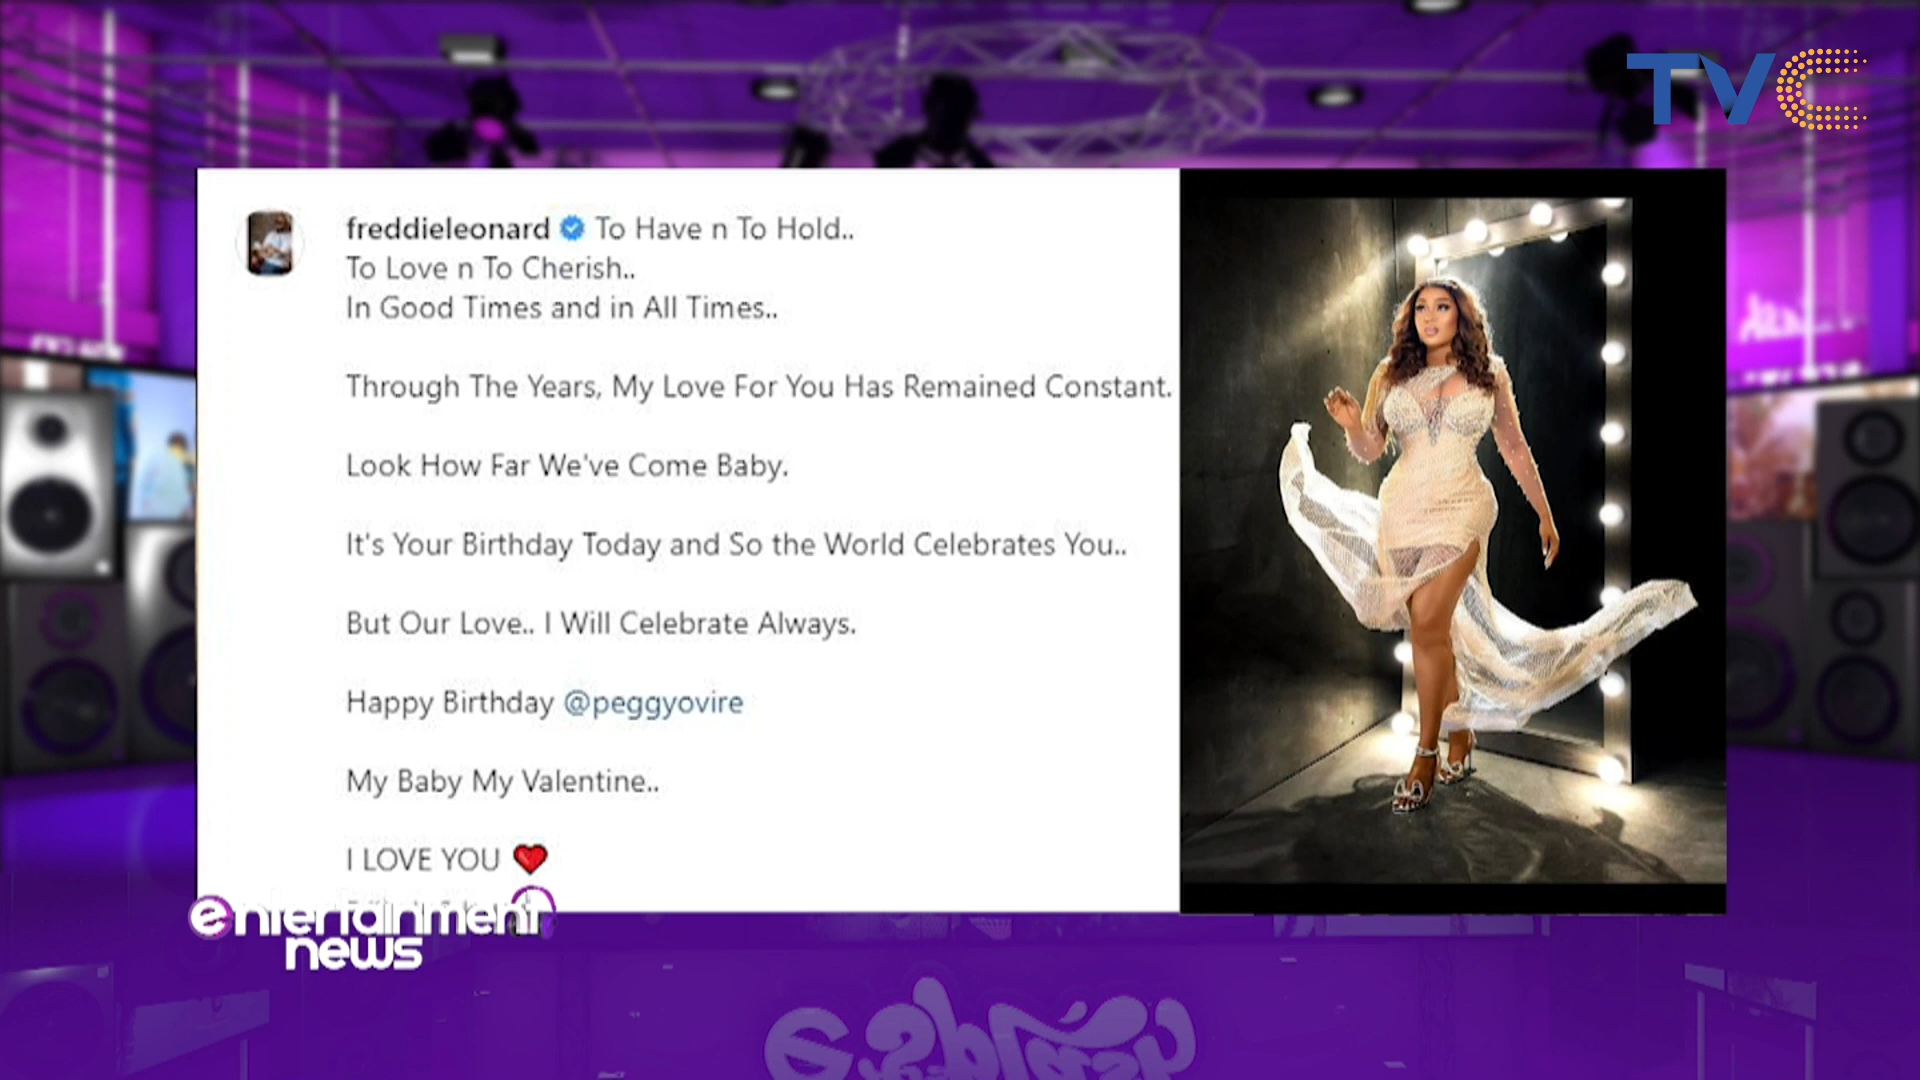 TVC
freddieleonard To Have n To Hold..
To Love n To Cherish..
In Good Times and in All Times..
Through The Years, My Love For You Has Remained Constant.
Look How Far We've Come Baby.
It's Your Birthday Today and So the World Celebrates You..
But Our Love.. I Will Celebrate Always.
Happy Birthday @peggyovire
My Baby My Valentine..
I LOVE YOU
entertainment
news